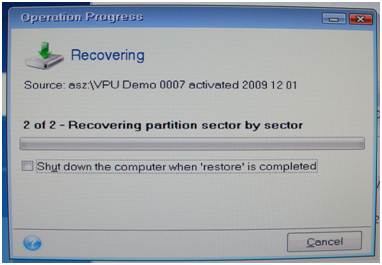 Operation Progress
Recovering
Source: asz:\VPU Demo 0007 activated 2009 12 01
2 of 2 - Recovering partition sector by sector
Shut down the computer when 'restore' is completed
Cancel